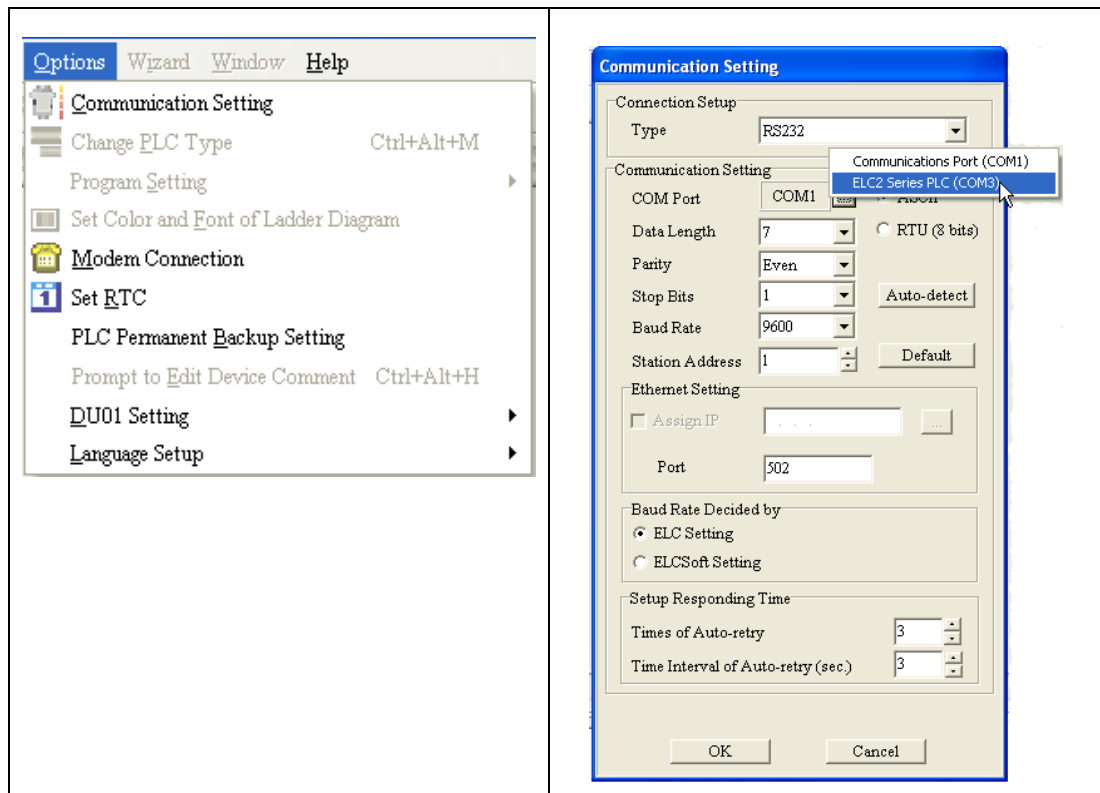 Options Wizard Window Help
Communication Setting
Change PLC Type Ctrl+Alt+M
Program Setting
Set Color and Font of Ladder Diagram
Modem Connection
Set RTC
PLC Permanent Backup Setting
Prompt to Edit Device Comment Ctrl+Alt+H
DU01 Setting
Language Setup
Communication Setting
Connection Setup
Type RS232
Communications Port (COM1)
Communication Setting
ELC2 Series PLC (COM3)
COM Port COM1 ASCII
Data Length 7 RTU (8 bits)
Parity Even
Stop Bits 1 Auto-detect
Baud Rate 9600
Station Address 1 Default
Ethernet Setting
Assign IP . . . ...
Port 502
Baud Rate Decided by
ELC Setting
ELCSoft Setting
Setup Responding Time
Times of Auto-retry 3
Time Interval of Auto-retry (sec.) 3
OK Cancel